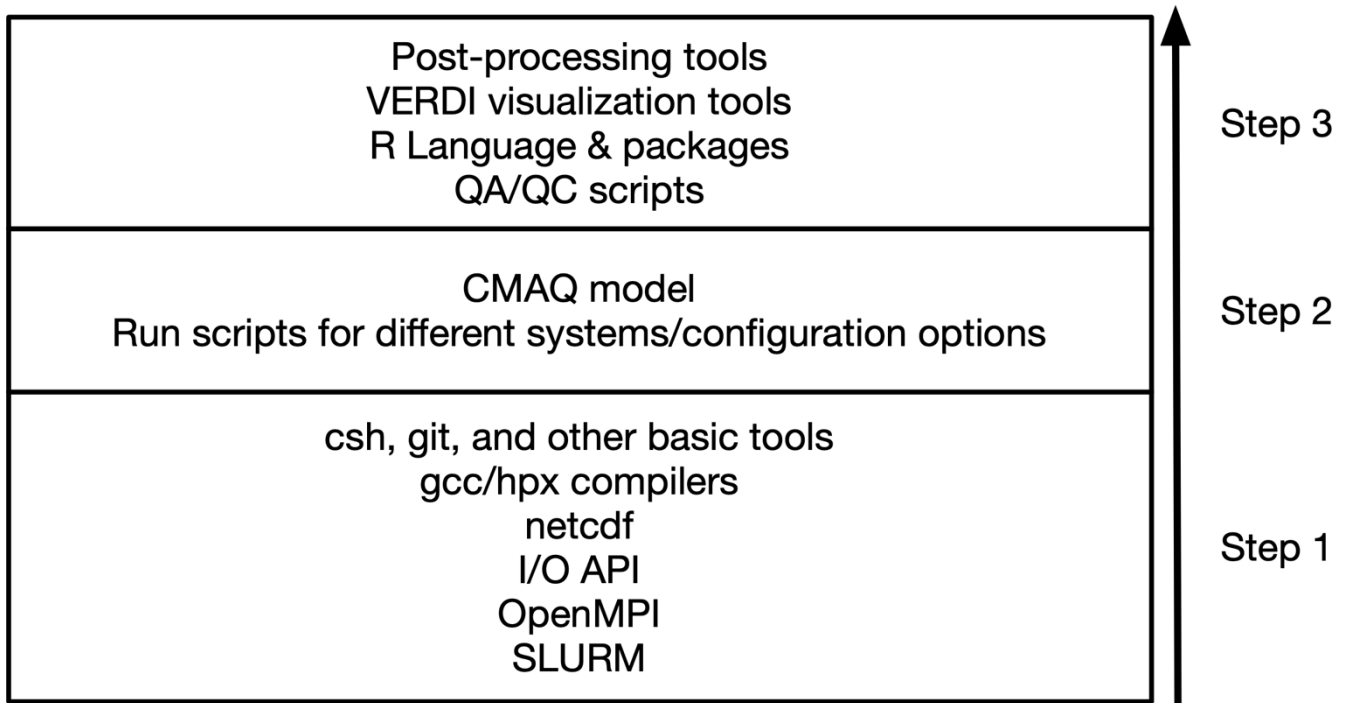 Post-processing tools
VERDI visualization tools
R Language & packages
QA/QC scripts
Step 3
CMAQ model
Run scripts for different systems/configuration options
Step 2
csh, git, and other basic tools
gcc/hpx compilers
netcdf
I/O API
OpenMPI
SLURM
Step 1